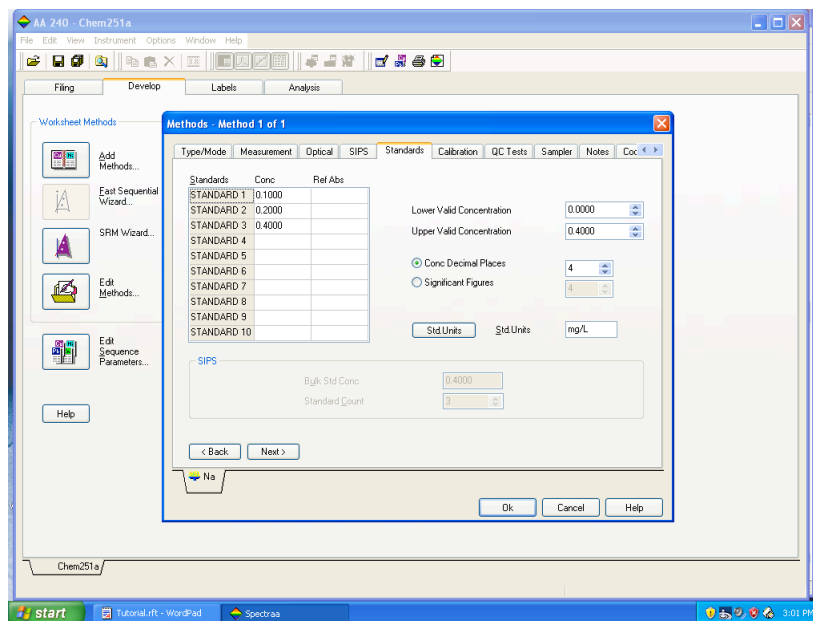 AA 240 - Chem251a
File Edit View Instrument Options Window Help
Filing Develop Labels Analysis
Worksheet Methods
Add
Methods...
Fast Sequential
Wizard...
SRM Wizard...
Edit
Methods...
Edit
Sequence
Parameters...
Help
Methods - Method 1 of 1
Type/Mode Measurement Optical SIPS Standards Calibration QC Tests Sampler Notes Coo
Standards Conc Ref Abs
STANDARD 1 0.1000
STANDARD 2 0.2000
STANDARD 3 0.4000
STANDARD 4
STANDARD 5
STANDARD 6
STANDARD 7
STANDARD 8
STANDARD 9
STANDARD 10
Lower Valid Concentration 0.0000
Upper Valid Concentration 0.4000
Conc Decimal Places 4
Significant Figures 4
Std.Units Std.Units mg/L
SIPS
Bulk Std Conc 0.4000
Standard Count 3
< Back Next >
Na
Ok Cancel Help
Chem251a
start Tutorial.rft - WordPad Spectraa 3:01 PM